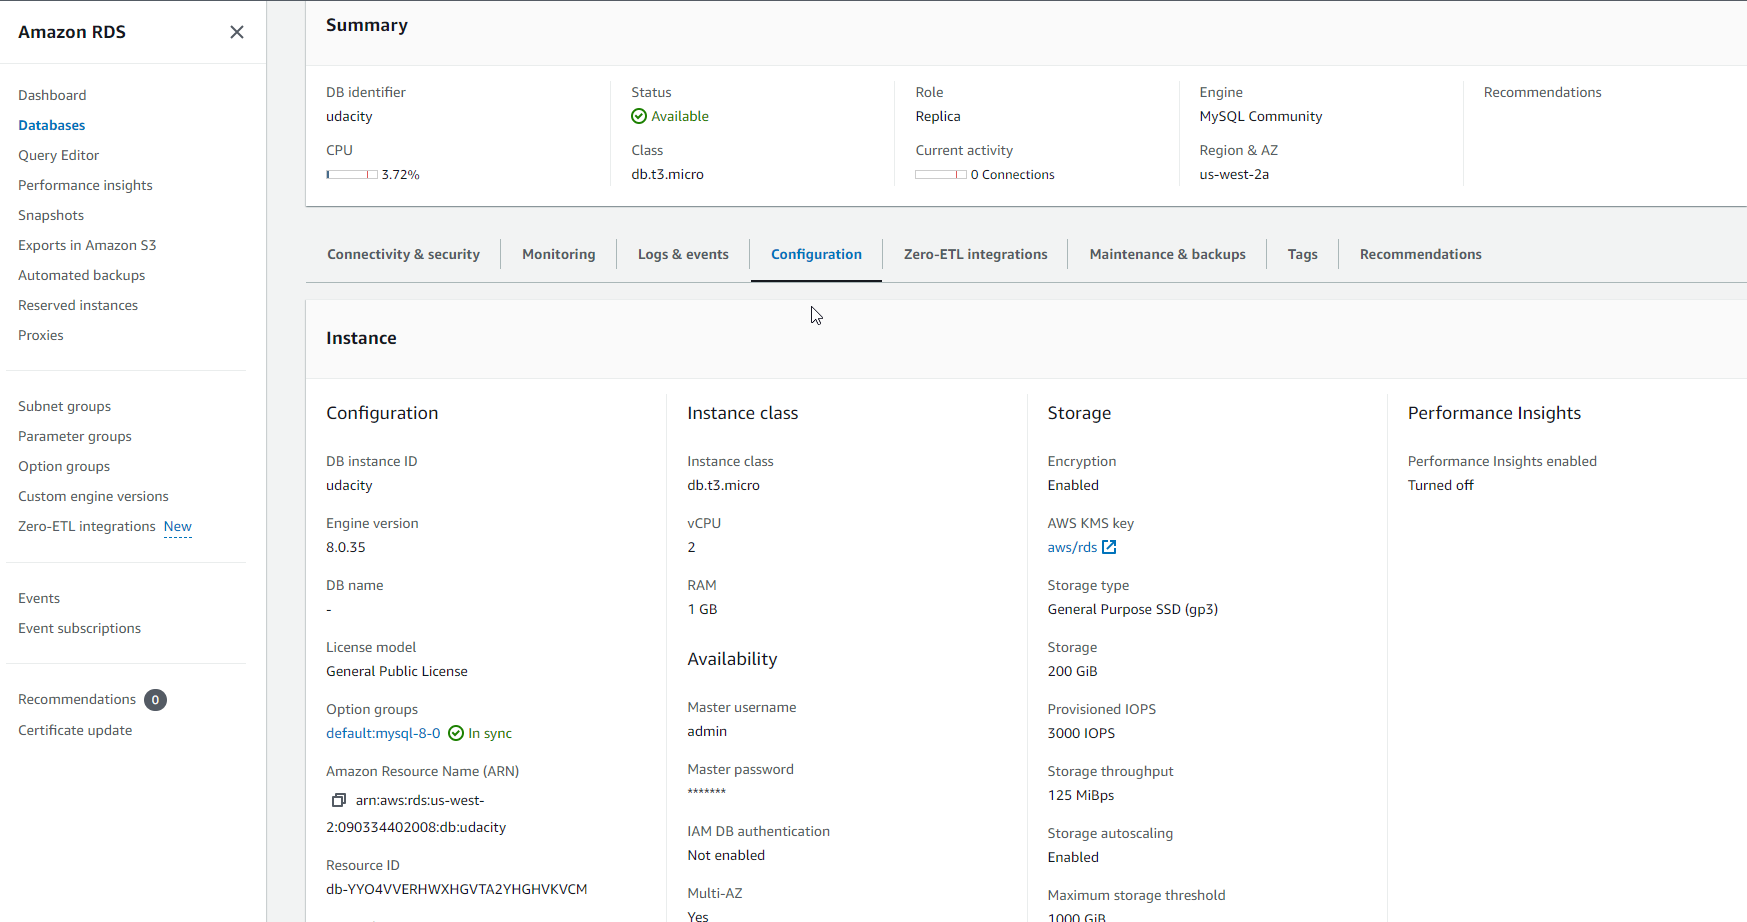 Amazon RDS
Dashboard
Databases
Query Editor
Performance insights
Snapshots
Exports in Amazon S3
Automated backups
Reserved instances
Proxies
Subnet groups
Parameter groups
Option groups
Custom engine versions
Zero-ETL integrations New
Events
Event subscriptions
Recommendations 0
Certificate update
Summary
DB identifier
udacity
CPU
3.72%
Status
Available
Class
db.t3.micro
Role
Replica
Current activity
0 Connections
Engine
MySQL Community
Region & AZ
us-west-2a
Recommendations
Connectivity & security
Monitoring
Logs & events
Configuration
Zero-ETL integrations
Maintenance & backups
Tags
Recommendations
Instance
Configuration
DB instance ID
udacity
Engine version
8.0.35
DB name
-
License model
General Public License
Option groups
default:mysql-8-0 In sync
Amazon Resource Name (ARN)
arn:aws:rds:us-west-
2:090334402008:db:udacity
Resource ID
db-YYO4VVERHWXHGVTA2YHGHVKVCM
Instance class
Instance class
db.t3.micro
vCPU
2
RAM
1 GB
Availability
Master username
admin
Master password
*******
IAM DB authentication
Not enabled
Multi-AZ
Yes
Storage
Encryption
Enabled
AWS KMS key
aws/rds
Storage type
General Purpose SSD (gp3)
Storage
200 GiB
Provisioned IOPS
3000 IOPS
Storage throughput
125 MiBps
Storage autoscaling
Enabled
Maximum storage threshold
1000 GiB
Performance Insights
Performance Insights enabled
Turned off